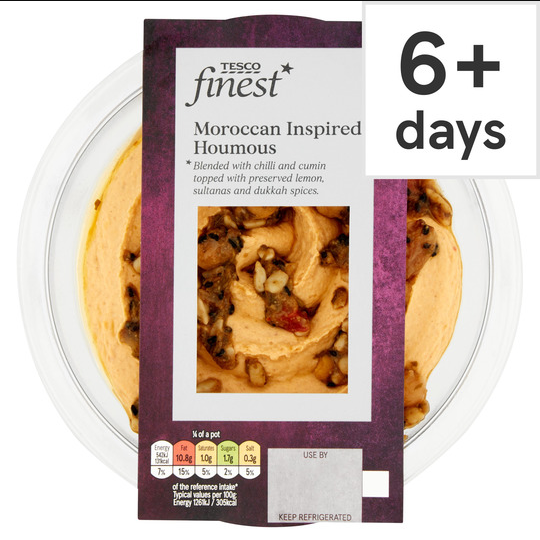 6+
days
TESCO
finest*
Moroccan Inspired
Houmous
*Blended with chilli and cumin
topped with preserved lemon,
sultanas and dukkah spices.
¼ of a pot
Energy Fat Saturates Sugars Salt
542kJ
131kcal 10.8g 1.0g 1.7g 0.3g
7% 15% 5% 2% 5%
of the reference intake*
Typical values per 100g
Energy 1261kJ / 305kcal
USE BY
KEEP REFRIGERATED